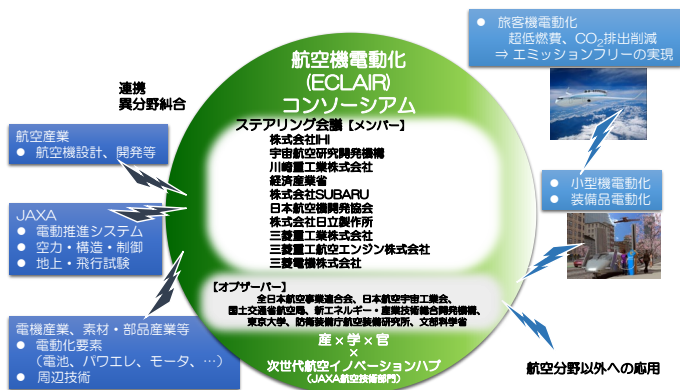 航空機電動化
(ECLAIR)
コンソーシアム
ステアリング会議【メンバー】
株式会社IHI
宇宙航空研究開発機構
川崎重工業株式会社
経済産業省
株式会社SUBARU
日本航空機開発協会
株式会社日立製作所
三菱重工業株式会社
三菱重工航空エンジン株式会社
三菱電機株式会社
【オブザーバー】
全日本航空事業連合会、日本航空宇宙工業会、
国土交通省航空局、新エネルギー・産業技術総合開発機構、
東京大学、防衛装備庁航空装備研究所、文部科学省
産×学×官
×
次世代航空イノベーションハブ
(JAXA航空技術部門)
連携
異分野糾合
航空産業
● 航空機設計、開発等
JAXA
● 電動推進システム
● 空力・構造・制御
● 地上・飛行試験
電機産業、素材・部品産業等
● 電動化要素
(電池、パワエレ、モータ、…)
● 周辺技術
● 旅客機電動化
超低燃費、CO2排出削減
⇒ エミッションフリーの実現
● 小型機電動化
● 装備品電動化
航空分野以外への応用